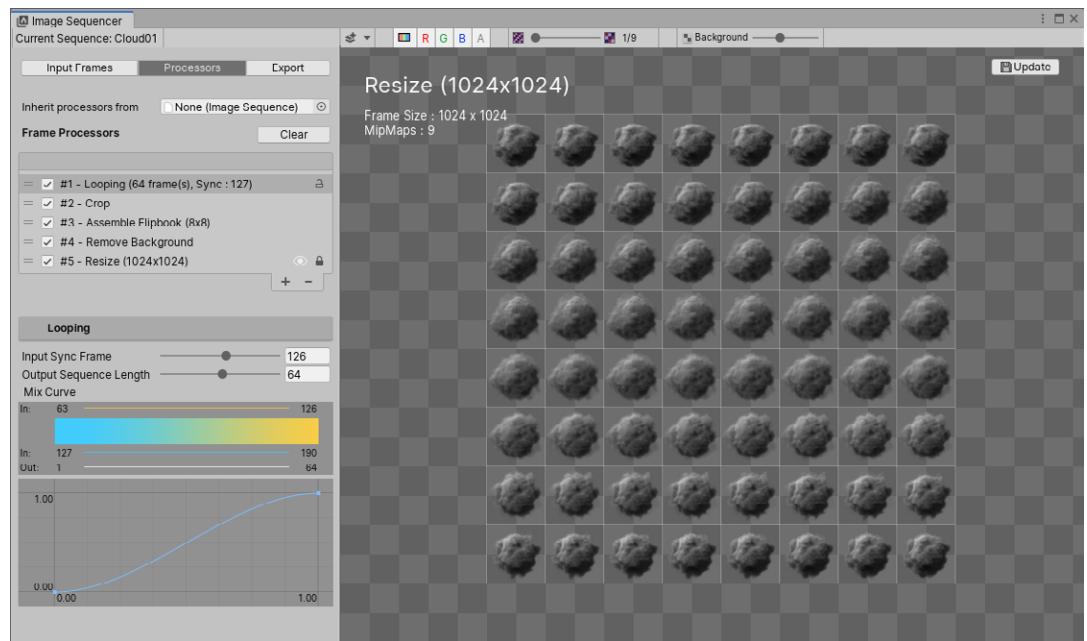 Image Sequencer
Current Sequence: Cloud01
R G B A
1/9
Background
Input Frames Processors Export
Update
Resize (1024x1024)
Frame Size : 1024 x 1024
MipMaps : 9
Inherit processors from None (Image Sequence)
Frame Processors Clear
#1 - Looping (64 frame(s), Sync : 127)
#2 - Crop
#3 - Assemble Flipbook (8x8)
#4 - Remove Background
#5 - Resize (1024x1024)
+ -
Looping
Input Sync Frame 126
Output Sequence Length 64
Mix Curve
In: 63 126
In: 127 190
Out: 1 64
1.00
0.00
0.00 1.00